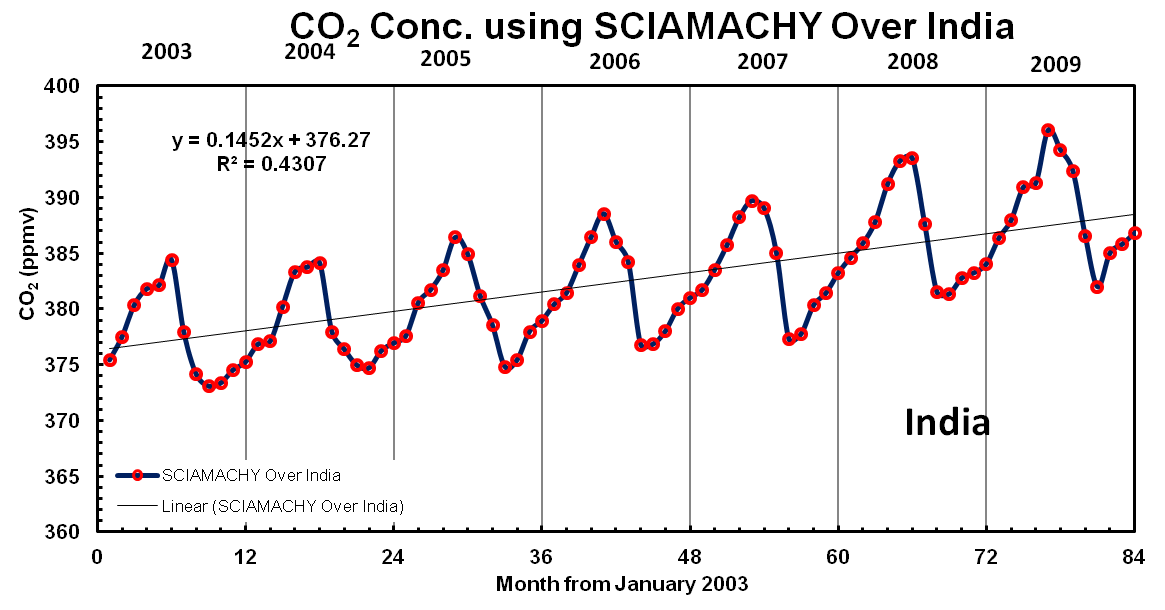 CO₂ Conc. using SCIAMACHY Over India
2003 2004 2005 2006 2007 2008 2009
y = 0.1452x + 376.27
R² = 0.4307
CO₂ (ppmv)
400
395
390
385
380
375
370
365
360
India
SCIAMACHY Over India
Linear (SCIAMACHY Over India)
0 12 24 36 48 60 72 84
Month from January 2003